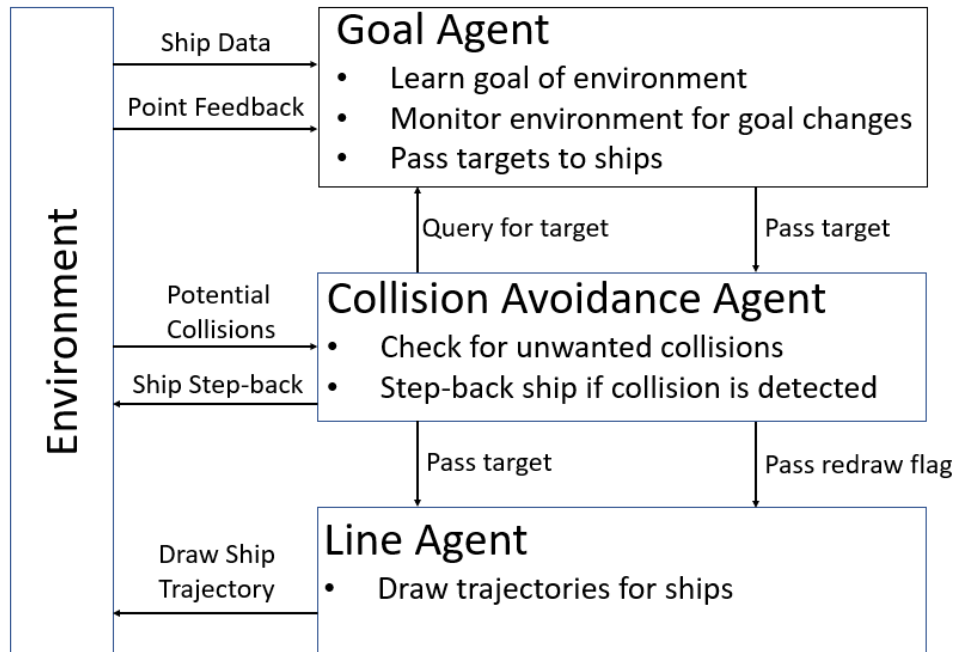 Environment
Ship Data
Point Feedback
Goal Agent
• Learn goal of environment
• Monitor environment for goal changes
• Pass targets to ships
Query for target
Pass target
Potential
Collisions
Ship Step-back
Collision Avoidance Agent
• Check for unwanted collisions
• Step-back ship if collision is detected
Pass target
Pass redraw flag
Draw Ship
Trajectory
Line Agent
• Draw trajectories for ships